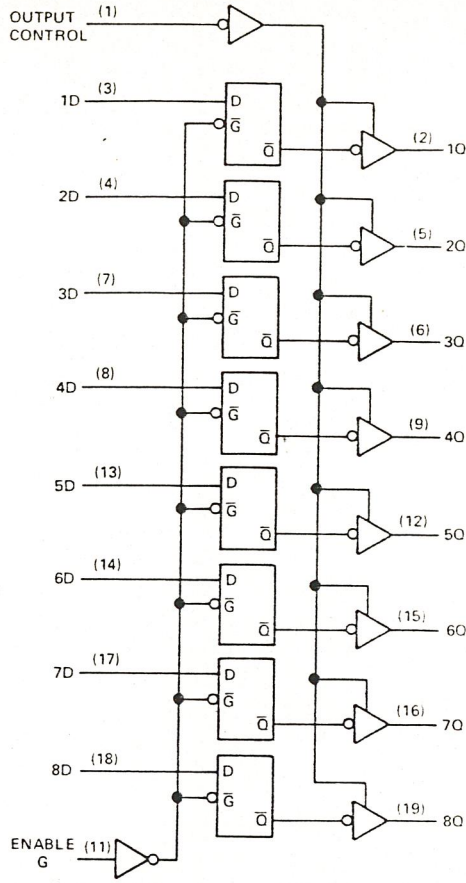 OUTPUT (1)
CONTROL
1D (3) D
G̅
Q̅ (2) 1Q
2D (4) D
G̅
Q̅ (5) 2Q
3D (7) D
G̅
Q̅ (6) 3Q
4D (8) D
G̅
Q̅ (9) 4Q
5D (13) D
G̅
Q̅ (12) 5Q
6D (14) D
G̅
Q̅ (15) 6Q
7D (17) D
G̅
Q̅ (16) 7Q
8D (18) D
G̅
Q̅ (19) 8Q
ENABLE (11)
G